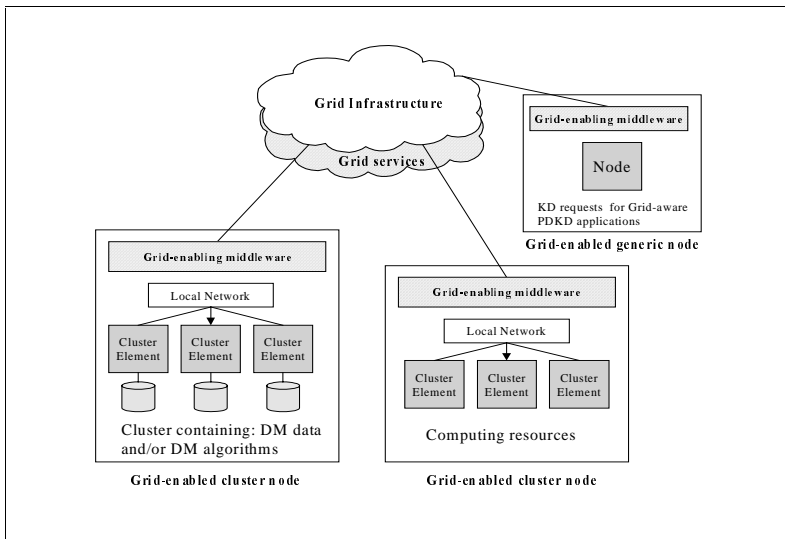 Grid Infrastructure
Grid services
Grid-enabling middleware
Node
KD requests for Grid-aware
PDKD applications
Grid-enabled generic node
Grid-enabling middleware
Local Network
Cluster
Element
Cluster
Element
Cluster
Element
Cluster containing: DM data
and/or DM algorithms
Grid-enabled cluster node
Grid-enabling middleware
Local Network
Cluster
Element
Cluster
Element
Cluster
Element
Computing resources
Grid-enabled cluster node